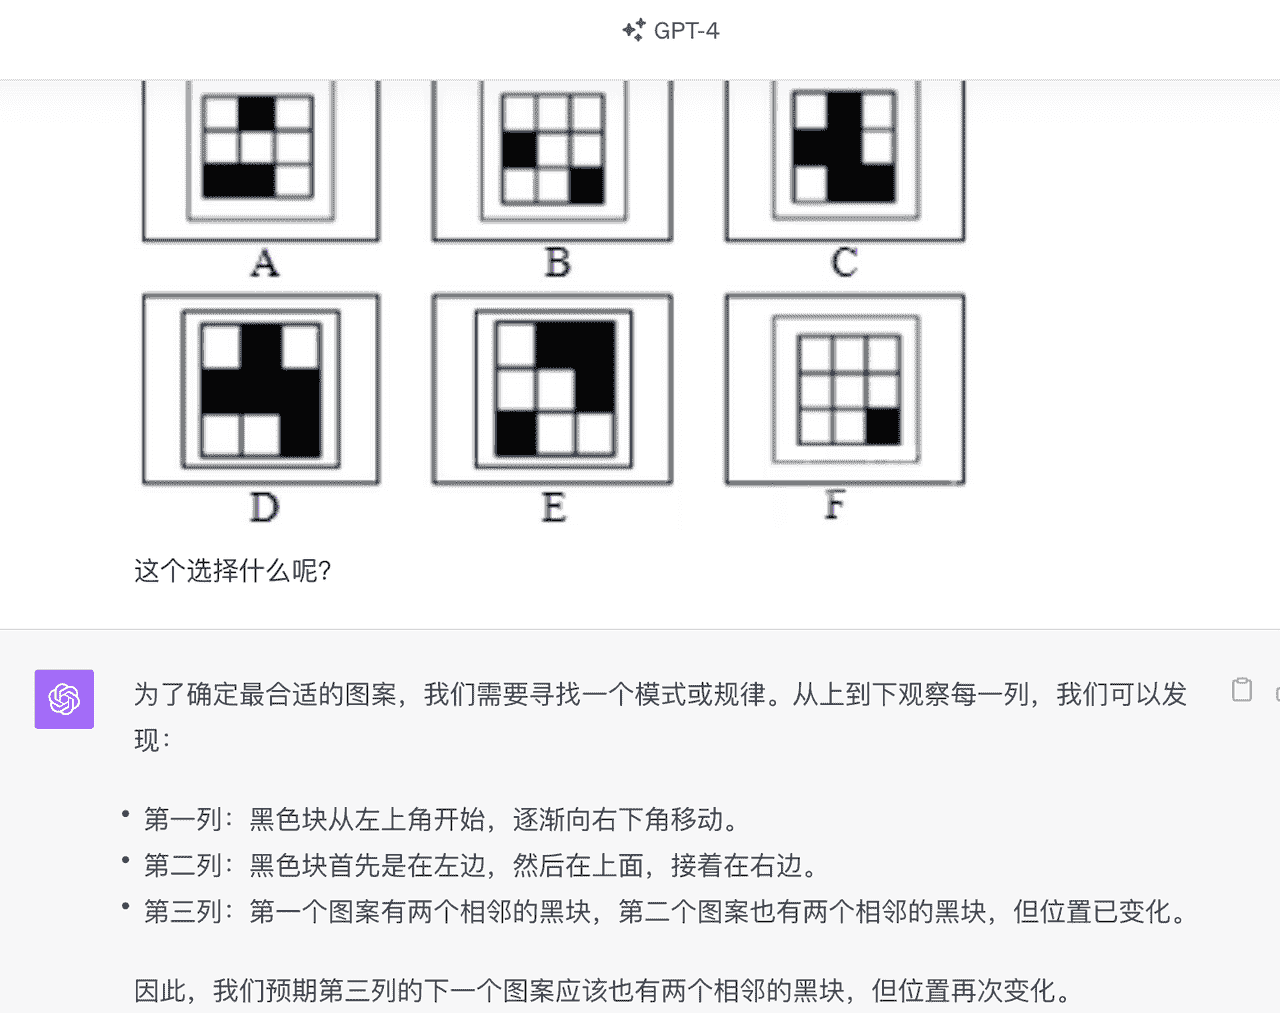 GPT-4
A B C
D E F
这个选择什么呢?
为了确定最合适的图案，我们需要寻找一个模式或规律。从上到下观察每一列，我们可以发
现：
• 第一列：黑色块从左上角开始，逐渐向右下角移动。
• 第二列：黑色块首先是在左边，然后在上面，接着在右边。
• 第三列：第一个图案有两个相邻的黑块，第二个图案也有两个相邻的黑块，但位置已变化。
因此，我们预期第三列的下一个图案应该也有两个相邻的黑块，但位置再次变化。